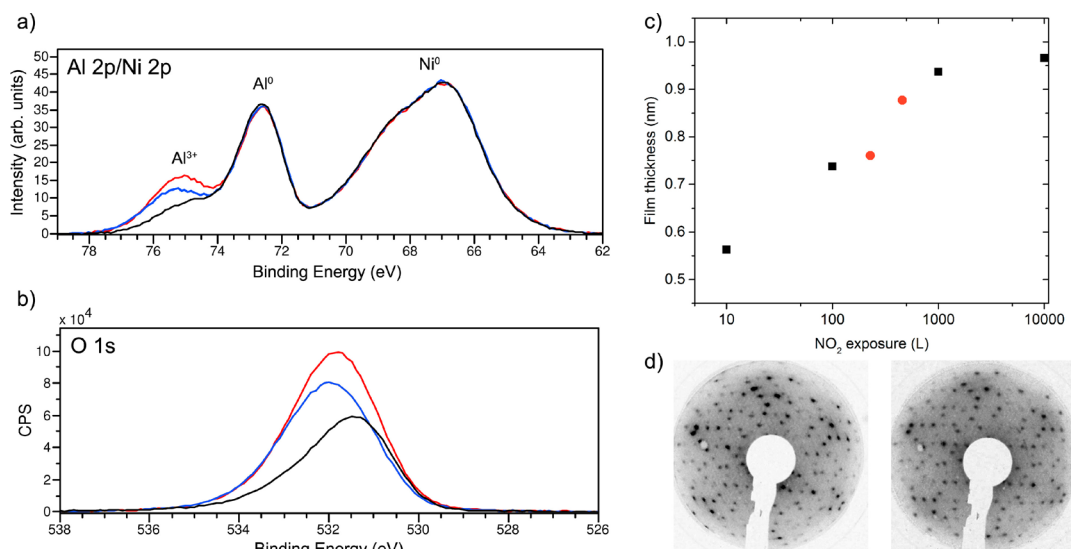 a)
Al 2p/Ni 2p
Al³⁺
Al⁰
Ni⁰
Intensity (arb. units)
50
45
40
35
30
25
20
15
10
5
0
78 76 74 72 70 68 66 64 62
Binding Energy (eV)
b)
x 10⁴
O 1s
CPS
10
8
6
4
2
0
538 536 534 532 530 528 526
Binding Energy (eV)
c)
Film thickness (nm)
1.0
0.9
0.8
0.7
0.6
0.5
10 100 1000 10000
NO₂ exposure (L)
d)